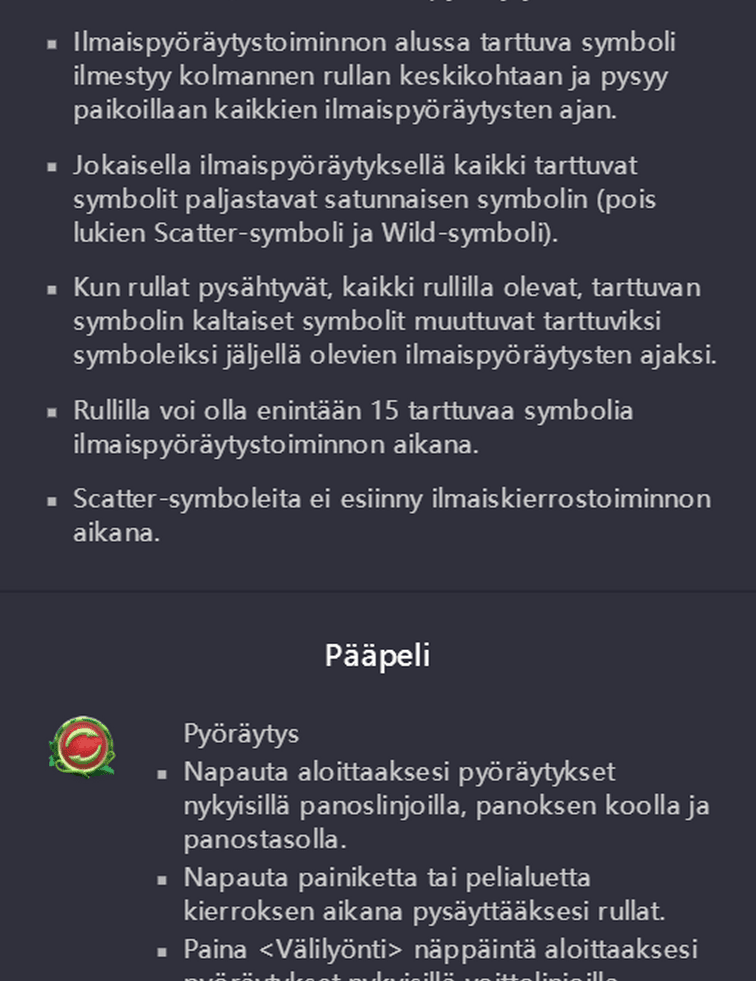 ▪ Ilmaispyöräytystoiminnon alussa tarttuva symboli
ilmestyy kolmannen rullan keskikohtaan ja pysyy
paikoillaan kaikkien ilmaispyöräytysten ajan.
▪ Jokaisella ilmaispyöräytyksellä kaikki tarttuvat
symbolit paljastavat satunnaisen symbolin (pois
lukien Scatter-symboli ja Wild-symboli).
▪ Kun rullat pysähtyvät, kaikki rullilla olevat, tarttuvan
symbolin kaltaiset symbolit muuttuvat tarttuviksi
symboleiksi jäljellä olevien ilmaispyöräytysten ajaksi.
▪ Rullilla voi olla enintään 15 tarttuvaa symbolia
ilmaispyöräytystoiminnon aikana.
▪ Scatter-symboleita ei esiinny ilmaiskierrostoiminnon
aikana.
Pääpeli
Pyöräytys
▪ Napauta aloittaaksesi pyöräytykset
nykyisillä panoslinjoilla, panoksen koolla ja
panostasolla.
▪ Napauta painiketta tai pelialuetta
kierroksen aikana pysäyttääksesi rullat.
▪ Paina <Välilyönti> näppäintä aloittaaksesi
pyöräytykset nykyisillä voittolinjoilla